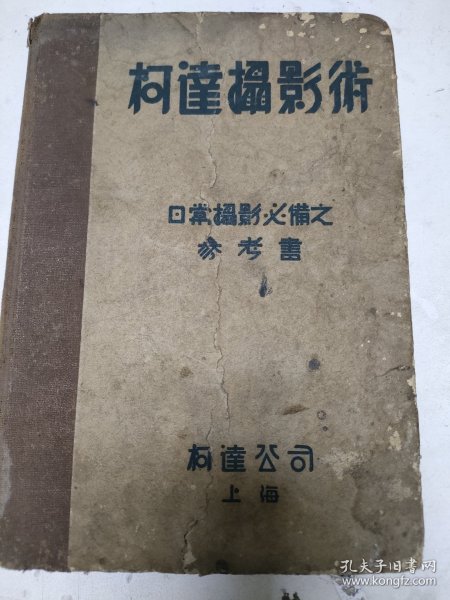 柯達攝影術
日常攝影必備之
參考書
柯達公司
上海
孔夫子旧书网
www.kongfz.com